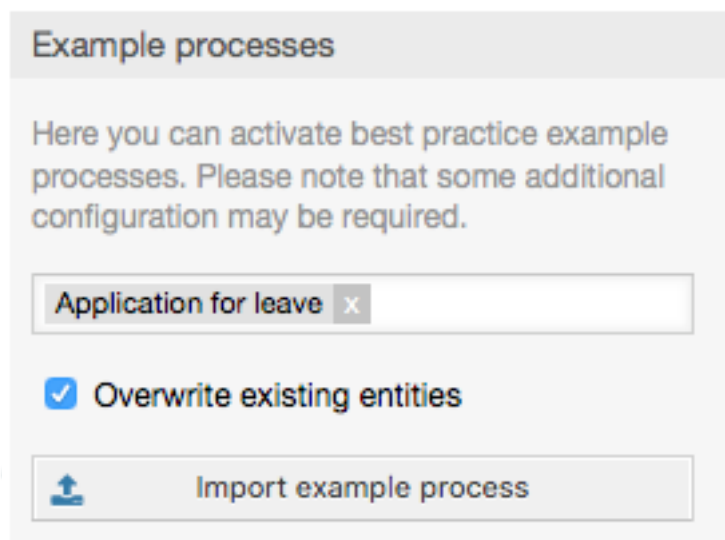 Example processes
Here you can activate best practice example
processes. Please note that some additional
configuration may be required.
Application for leave x
Overwrite existing entities
Import example process